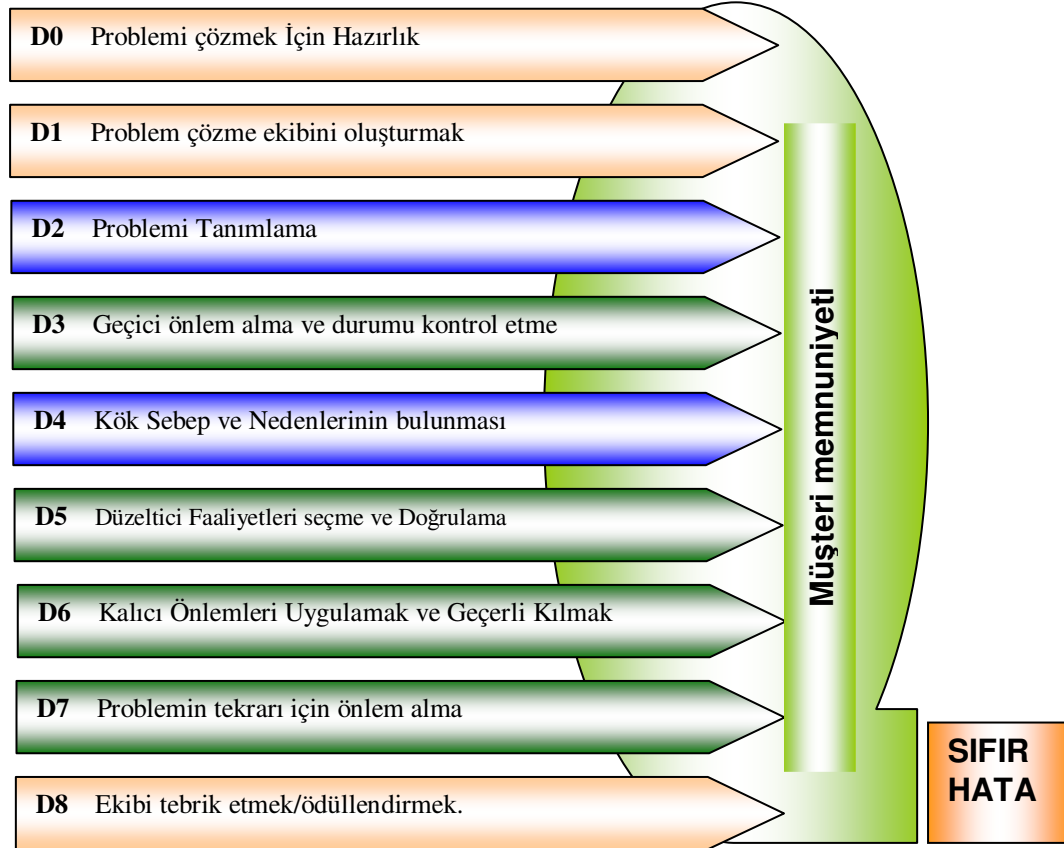 D0 Problemi çözmek İçin Hazırlık
D1 Problem çözme ekibini oluşturmak
D2 Problemi Tanımlama
D3 Geçici önlem alma ve durumu kontrol etme
D4 Kök Sebep ve Nedenlerinin bulunması
D5 Düzeltici Faaliyetleri seçme ve Doğrulama
D6 Kalıcı Önlemleri Uygulamak ve Geçerli Kılmak
D7 Problemin tekrarı için önlem alma
D8 Ekibi tebrik etmek/ödüllendirmek.
Müşteri memnuniyeti
SIFIR
HATA